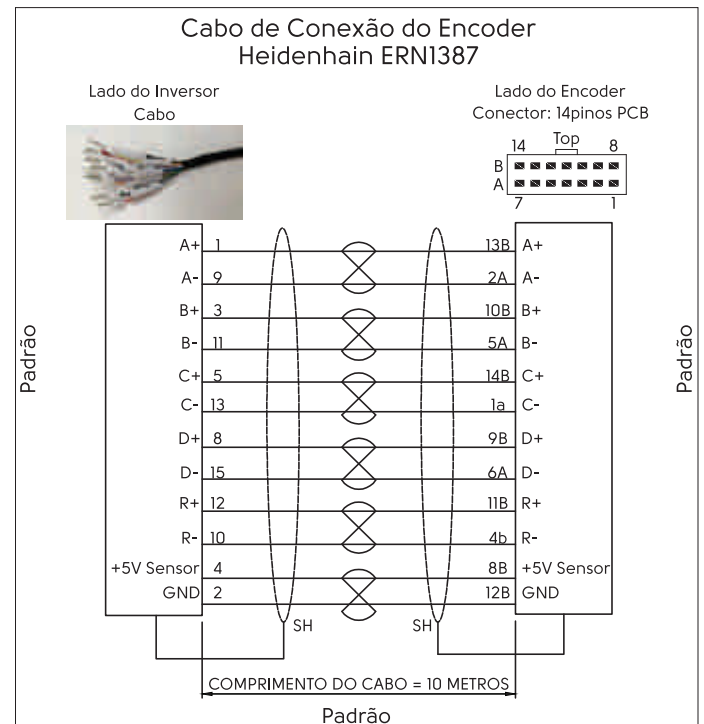 Cabo de Conexão do Encoder
Heidenhain ERN1387
Lado do Inversor
Cabo
Lado do Encoder
Conector: 14pinos PCB
14 Top 8
B
A
7 1
A+ 1 13B A+
A- 9 2A A-
B+ 3 10B B+
B- 11 5A B-
C+ 5 14B C+
C- 13 1a C-
D+ 8 9B D+
D- 15 6A D-
R+ 12 11B R+
R- 10 4b R-
+5V Sensor 4 8B +5V Sensor
GND 2 12B GND
Padrão
Padrão
SH SH
COMPRIMENTO DO CABO = 10 METROS
Padrão